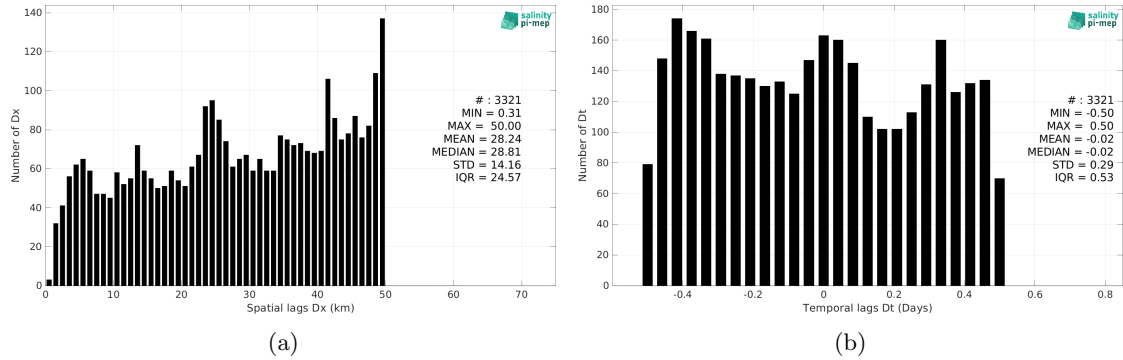 140
120
100
80
60
40
20
0
Number of Dx
0 10 20 30 40 50 60 70
Spatial lags Dx (km)
salinity
pi-mep
# : 3321
MIN = 0.31
MAX = 50.00
MEAN = 28.24
MEDIAN = 28.81
STD = 14.16
IQR = 24.57
(a)
180
160
140
120
100
80
60
40
20
0
Number of Dt
-0.4 -0.2 0 0.2 0.4 0.6 0.8
Temporal lags Dt (Days)
salinity
pi-mep
# : 3321
MIN = -0.50
MAX = 0.50
MEAN = -0.02
MEDIAN = -0.02
STD = 0.29
IQR = 0.53
(b)